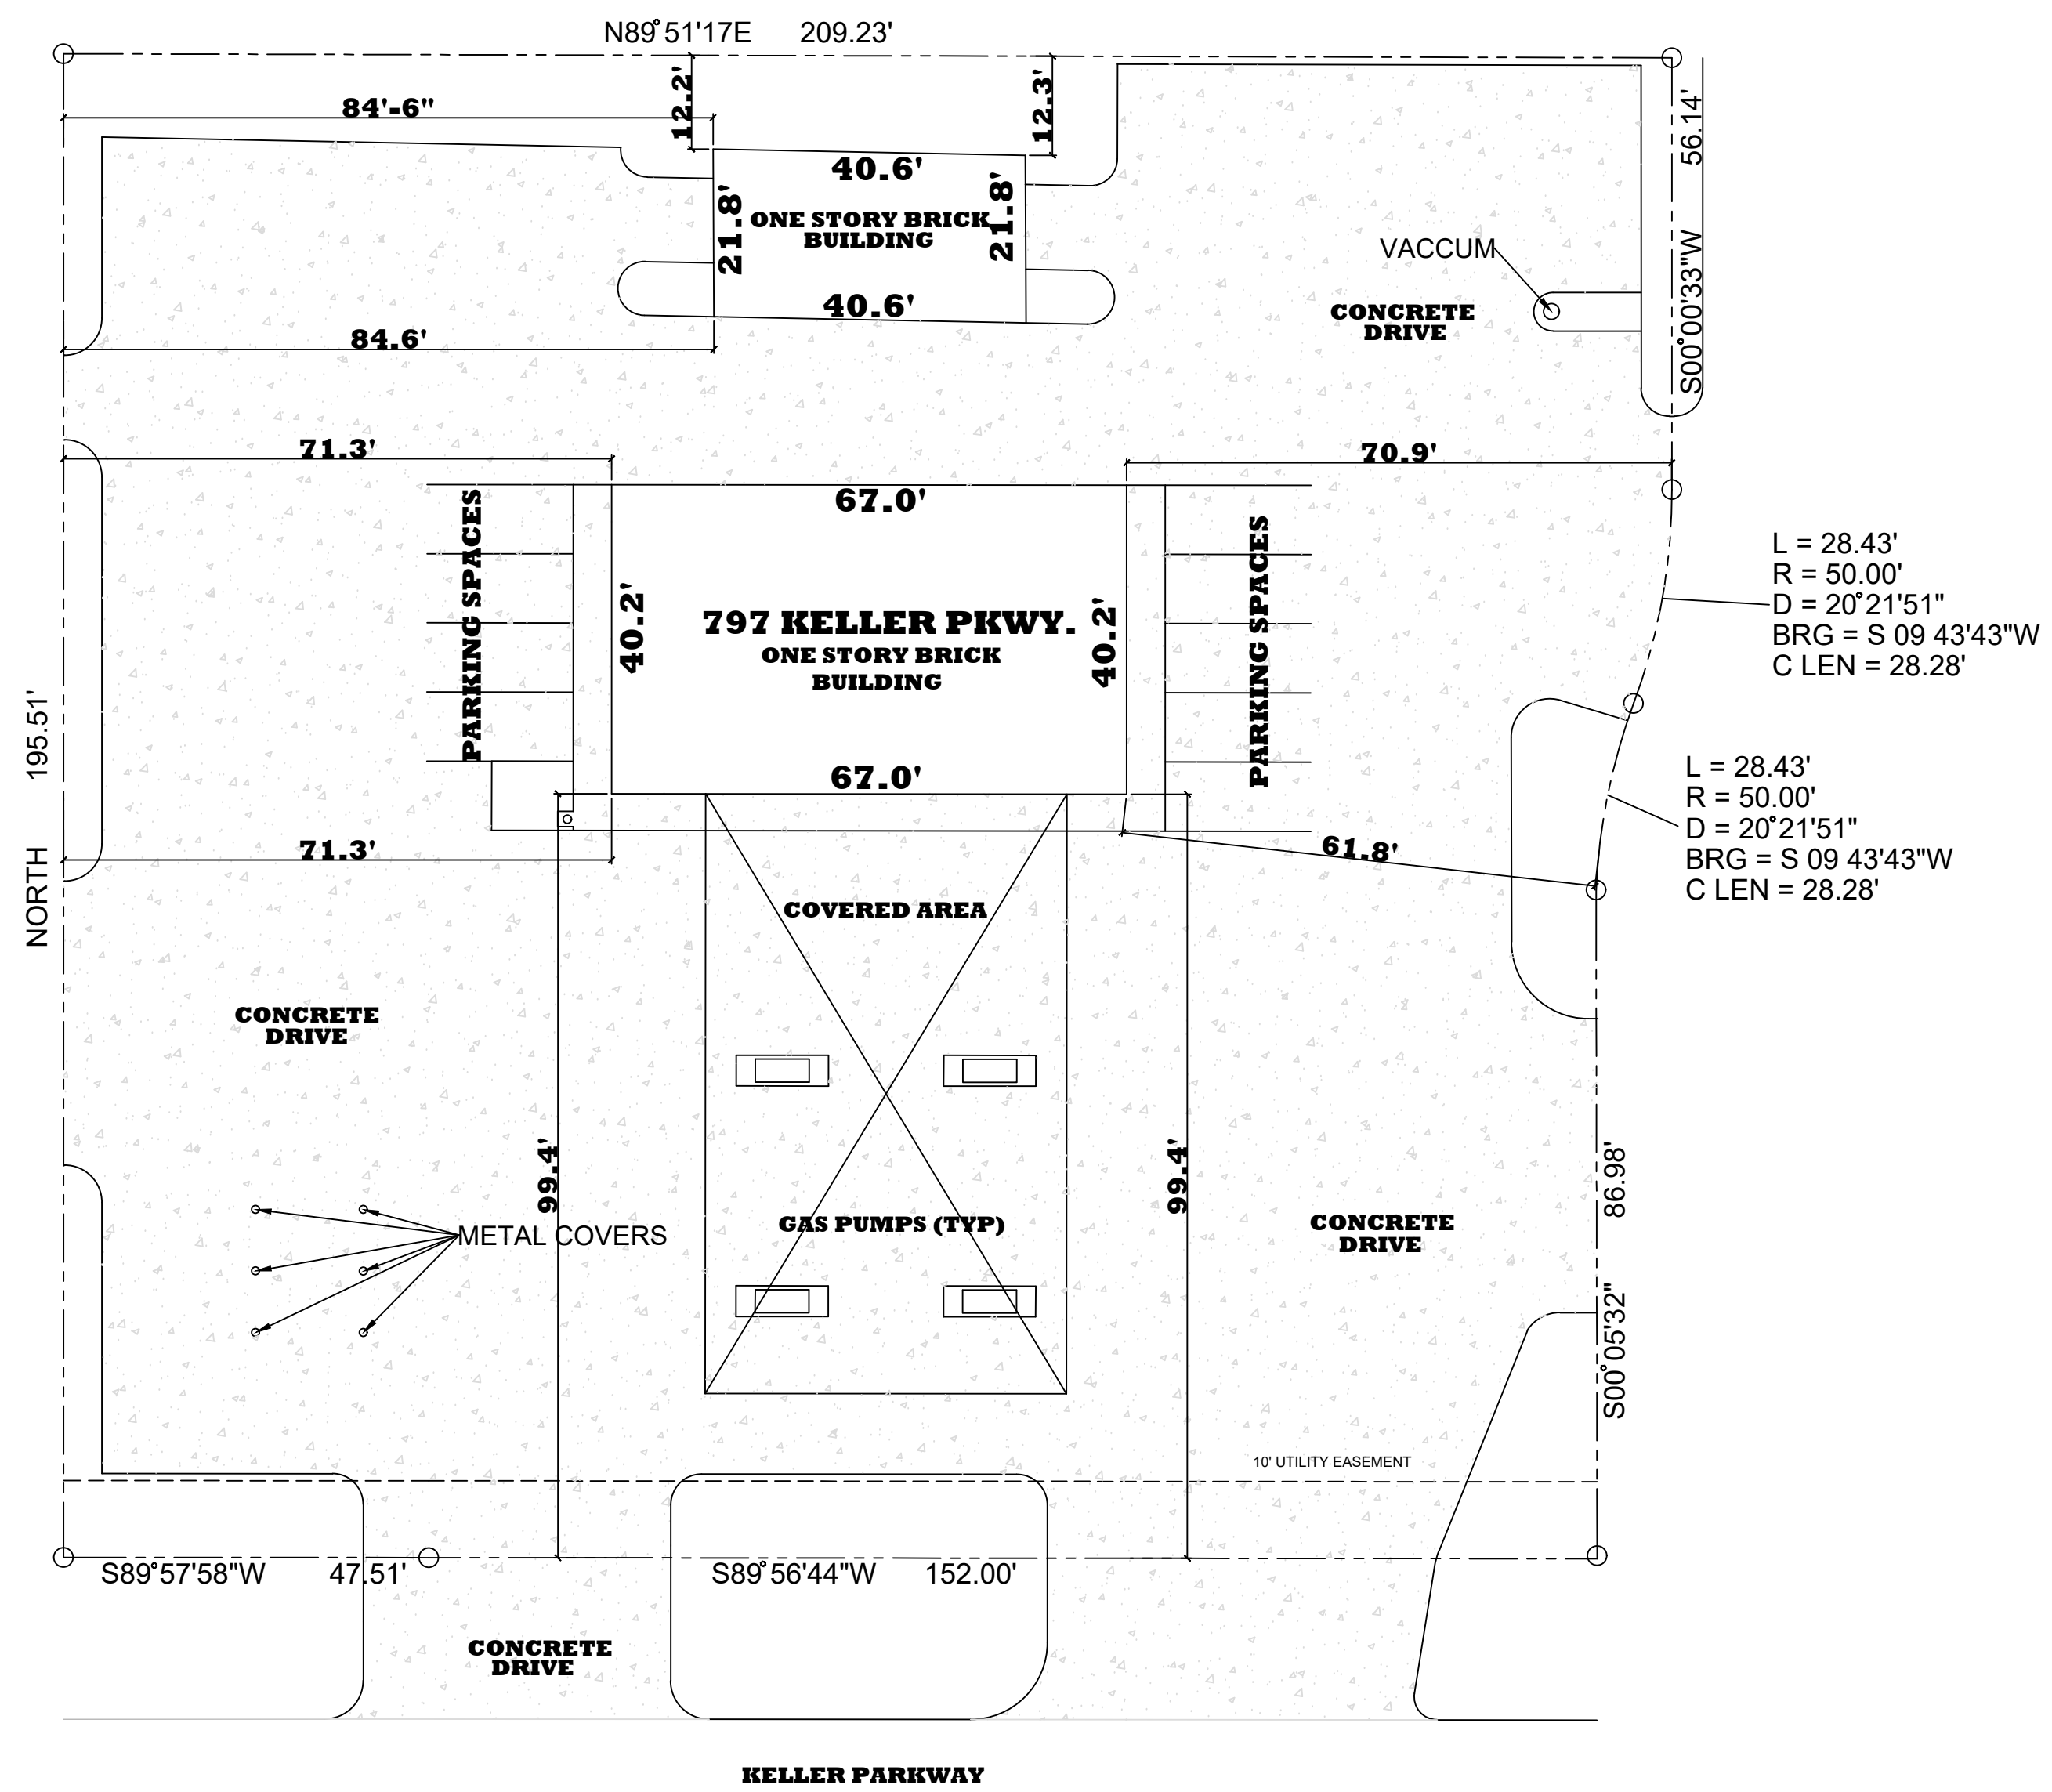 N89°51'17E 209.23'
84'-6"
12.2'
12.3'
56.14'
S00°00'33"W
40.6'
21.8'
ONE STORY BRICK
BUILDING
21.8'
40.6'
VACCUM
CONCRETE
DRIVE
84.6'
71.3'
70.9'
PARKING SPACES
67.0'
40.2'
797 KELLER PKWY.
ONE STORY BRICK
BUILDING
40.2'
67.0'
PARKING SPACES
L = 28.43'
R = 50.00'
D = 20°21'51"
BRG = S 09 43'43"W
C LEN = 28.28'
L = 28.43'
R = 50.00'
D = 20°21'51"
BRG = S 09 43'43"W
C LEN = 28.28'
NORTH 195.51'
71.3'
61.8'
COVERED AREA
CONCRETE
DRIVE
99.4'
99.4'
86.98'
S00°05'32"
METAL COVERS
GAS PUMPS (TYP)
CONCRETE
DRIVE
10' UTILITY EASEMENT
S89°57'58"W 47.51'
S89°56'44"W 152.00'
CONCRETE
DRIVE
KELLER PARKWAY